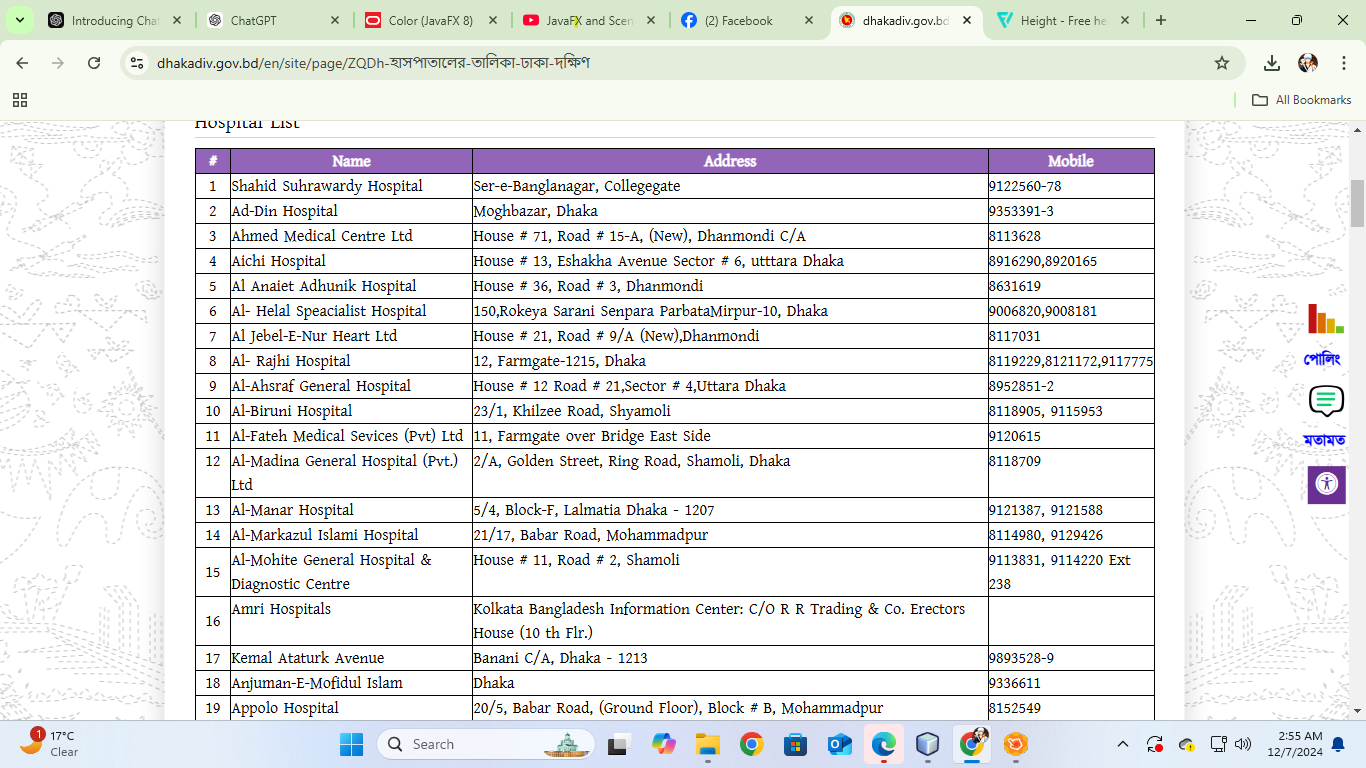 Introducing Cha
ChatGPT
Color (JavaFX 8)
JavaFX and Scen
(2) Facebook
dhakadiv.gov.bd
Height - Free he
dhakadiv.gov.bd/en/site/page/ZQDh-হাসপাতালের-তালিকা-ঢাকা-দক্ষিণ
All Bookmarks
Hospital List
# Name Address Mobile
1 Shahid Suhrawardy Hospital Ser-e-Banglanagar, Collegegate 9122560-78
2 Ad-Din Hospital Moghbazar, Dhaka 9353391-3
3 Ahmed Medical Centre Ltd House # 71, Road # 15-A, (New), Dhanmondi C/A 8113628
4 Aichi Hospital House # 13, Eshakha Avenue Sector # 6, utttara Dhaka 8916290,8920165
5 Al Anaiet Adhunik Hospital House # 36, Road # 3, Dhanmondi 8631619
6 Al- Helal Speacialist Hospital 150,Rokeya Sarani Senpara ParbataMirpur-10, Dhaka 9006820,9008181
7 Al Jebel-E-Nur Heart Ltd House # 21, Road # 9/A (New),Dhanmondi 8117031
8 Al- Rajhi Hospital 12, Farmgate-1215, Dhaka 8119229,8121172,9117775
9 Al-Ahsraf General Hospital House # 12 Road # 21,Sector # 4,Uttara Dhaka 8952851-2
10 Al-Biruni Hospital 23/1, Khilzee Road, Shyamoli 8118905, 9115953
11 Al-Fateh Medical Sevices (Pvt) Ltd 11, Farmgate over Bridge East Side 9120615
12 Al-Madina General Hospital (Pvt.) 2/A, Golden Street, Ring Road, Shamoli, Dhaka 8118709
Ltd
13 Al-Manar Hospital 5/4, Block-F, Lalmatia Dhaka - 1207 9121387, 9121588
14 Al-Markazul Islami Hospital 21/17, Babar Road, Mohammadpur 8114980, 9129426
15 Al-Mohite General Hospital & House # 11, Road # 2, Shamoli 9113831, 9114220 Ext
Diagnostic Centre 238
16 Amri Hospitals Kolkata Bangladesh Information Center: C/O R R Trading & Co. Erectors
House (10 th Flr.)
17 Kemal Ataturk Avenue Banani C/A, Dhaka - 1213 9893528-9
18 Anjuman-E-Mofidul Islam Dhaka 9336611
19 Appolo Hospital 20/5, Babar Road, (Ground Floor), Block # B, Mohammadpur 8152549
পোলিং
মতামত
1
17°C
Clear
Search
2:55 AM
12/7/2024